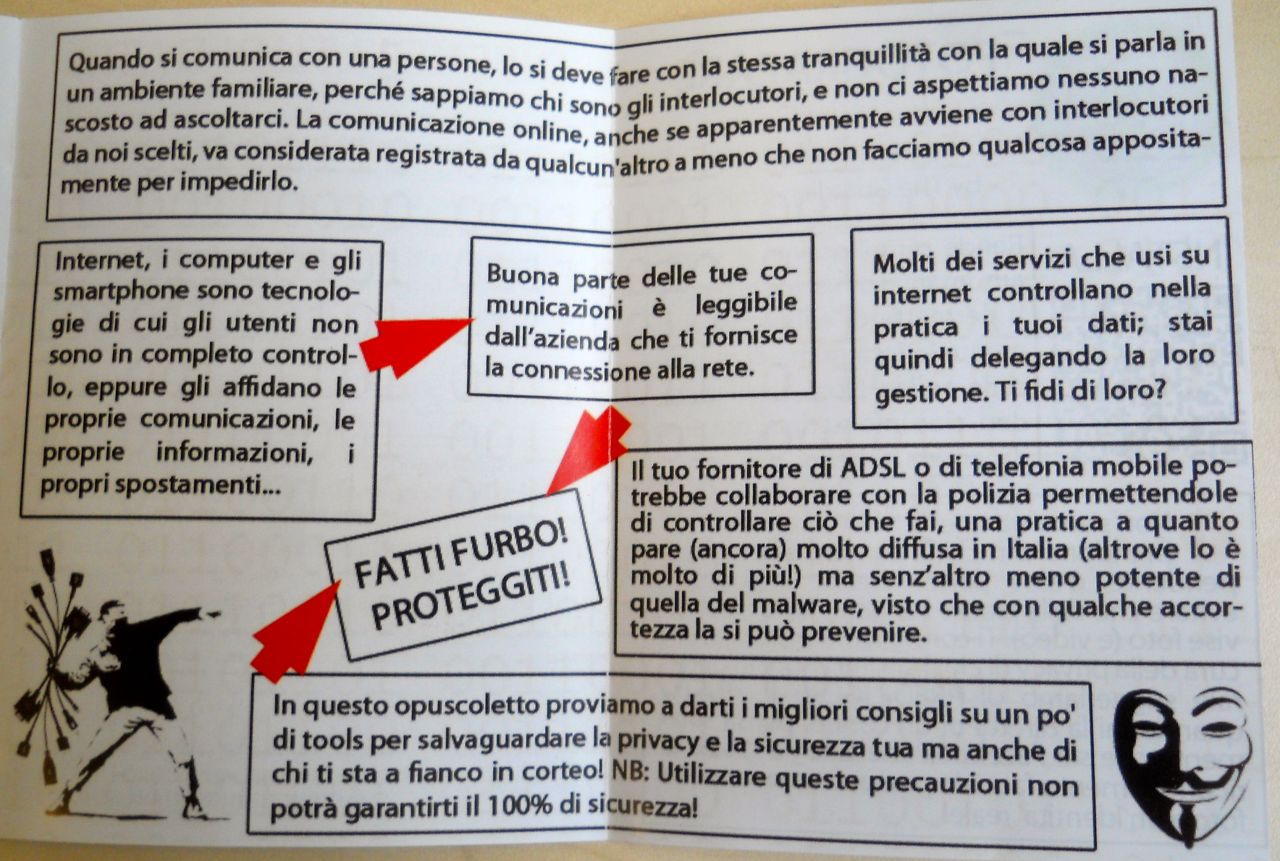 Quando si comunica con una persone, lo si deve fare con la stessa tranquillità con la quale si parla in
un ambiente familiare, perché sappiamo chi sono gli interlocutori, e non ci aspettiamo nessuno na-
scosto ad ascoltarci. La comunicazione online, anche se apparentemente avviene con interlocutori
da noi scelti, va considerata registrata da qualcun'altro a meno che non facciamo qualcosa apposita-
mente per impedirlo.
Internet, i computer e gli
smartphone sono tecnolo-
gie di cui gli utenti non
sono in completo control-
lo, eppure gli affidano le
proprie comunicazioni, le
proprie informazioni, i
propri spostamenti...
Buona parte delle tue co-
municazioni è leggibile
dall'azienda che ti fornisce
la connessione alla rete.
Molti dei servizi che usi su
internet controllano nella
pratica i tuoi dati; stai
quindi delegando la loro
gestione. Ti fidi di loro?
Il tuo fornitore di ADSL o di telefonia mobile po-
trebbe collaborare con la polizia permettendole
di controllare ciò che fai, una pratica a quanto
pare (ancora) molto diffusa in Italia (altrove lo è
molto di più!) ma senz'altro meno potente di
quella del malware, visto che con qualche accor-
tezza la si può prevenire.
FATTI FURBO!
PROTEGGITI!
In questo opuscoletto proviamo a darti i migliori consigli su un po'
di tools per salvaguardare la privacy e la sicurezza tua ma anche di
chi ti sta a fianco in corteo! NB: Utilizzare queste precauzioni non
potrà garantirti il 100% di sicurezza!